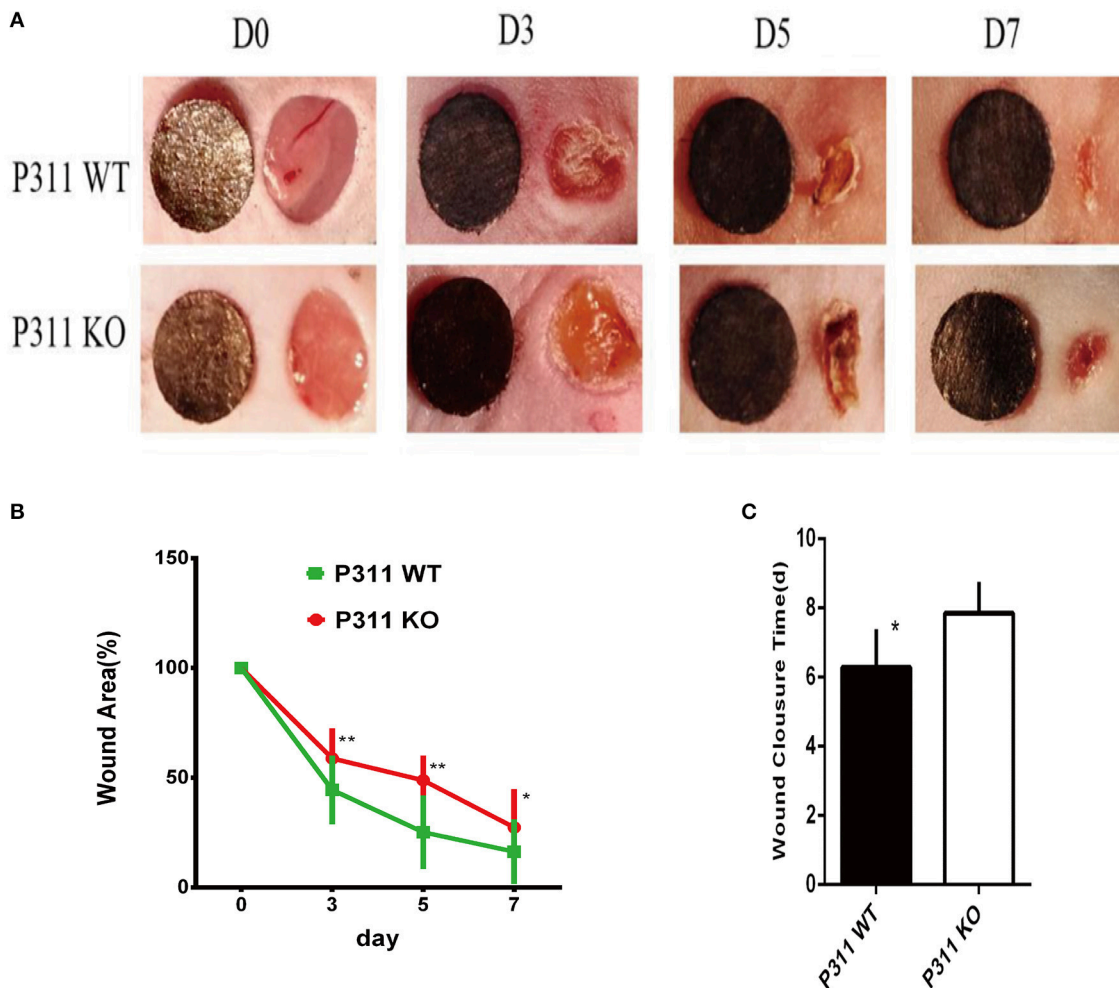 A
D0 D3 D5 D7
P311 WT
P311 KO
B
150
100
50
0
Wound Area(%)
P311 WT
P311 KO
**
**
*
0 3 5 7
day
C
10
8
6
4
2
0
Wound Clousure Time(d)
*
P311 WT
P311 KO